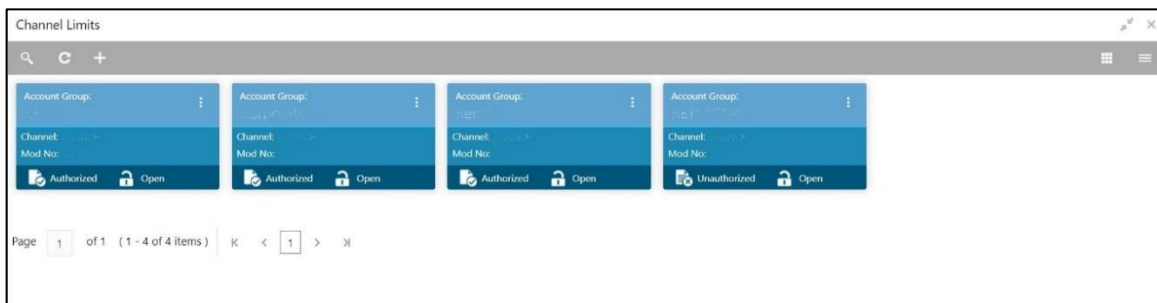 Channel Limits
Account Group:
Channel:
Mod No:
Authorized Open
Account Group:
Channel:
Mod No:
Authorized Open
Account Group:
Channel:
Mod No:
Authorized Open
Account Group:
Channel:
Mod No:
Unauthorized Open
Page 1 of 1 ( 1 - 4 of 4 items ) 1